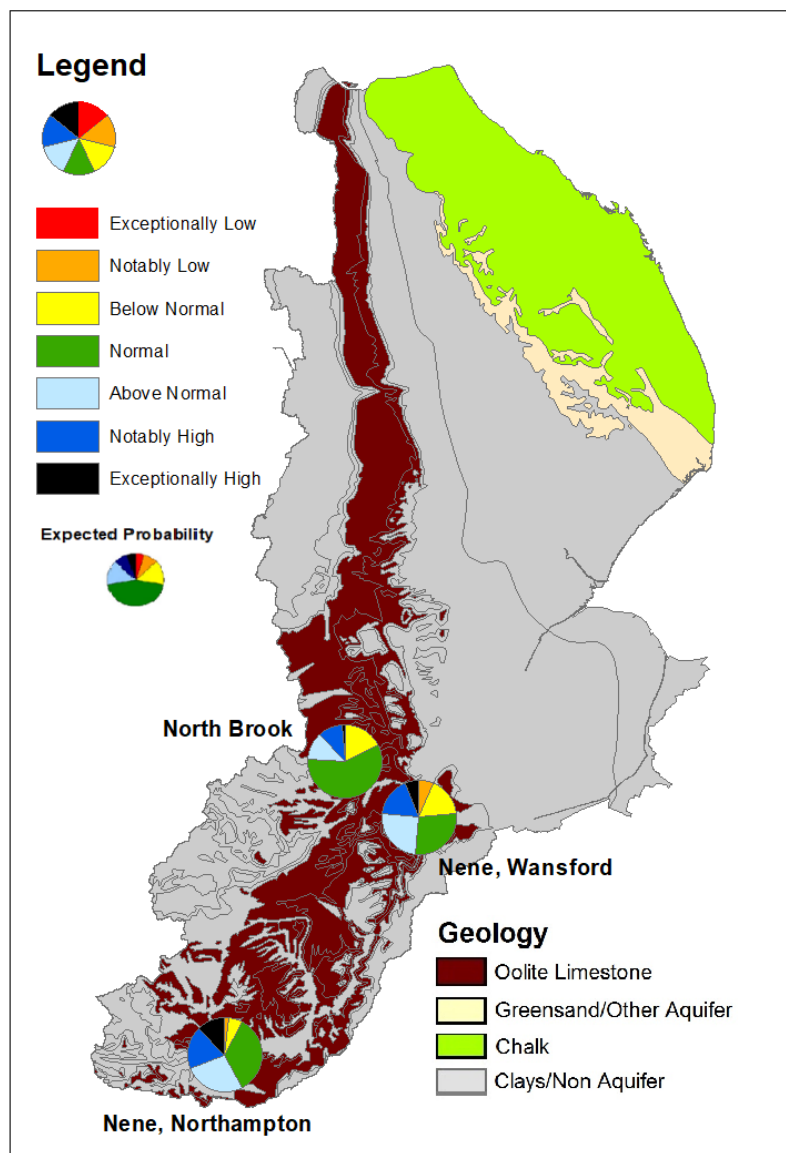 Legend
Exceptionally Low
Notably Low
Below Normal
Normal
Above Normal
Notably High
Exceptionally High
Expected Probability
North Brook
Nene, Wansford
Geology
Oolite Limestone
Greensand/Other Aquifer
Chalk
Clays/Non Aquifer
Nene, Northampton